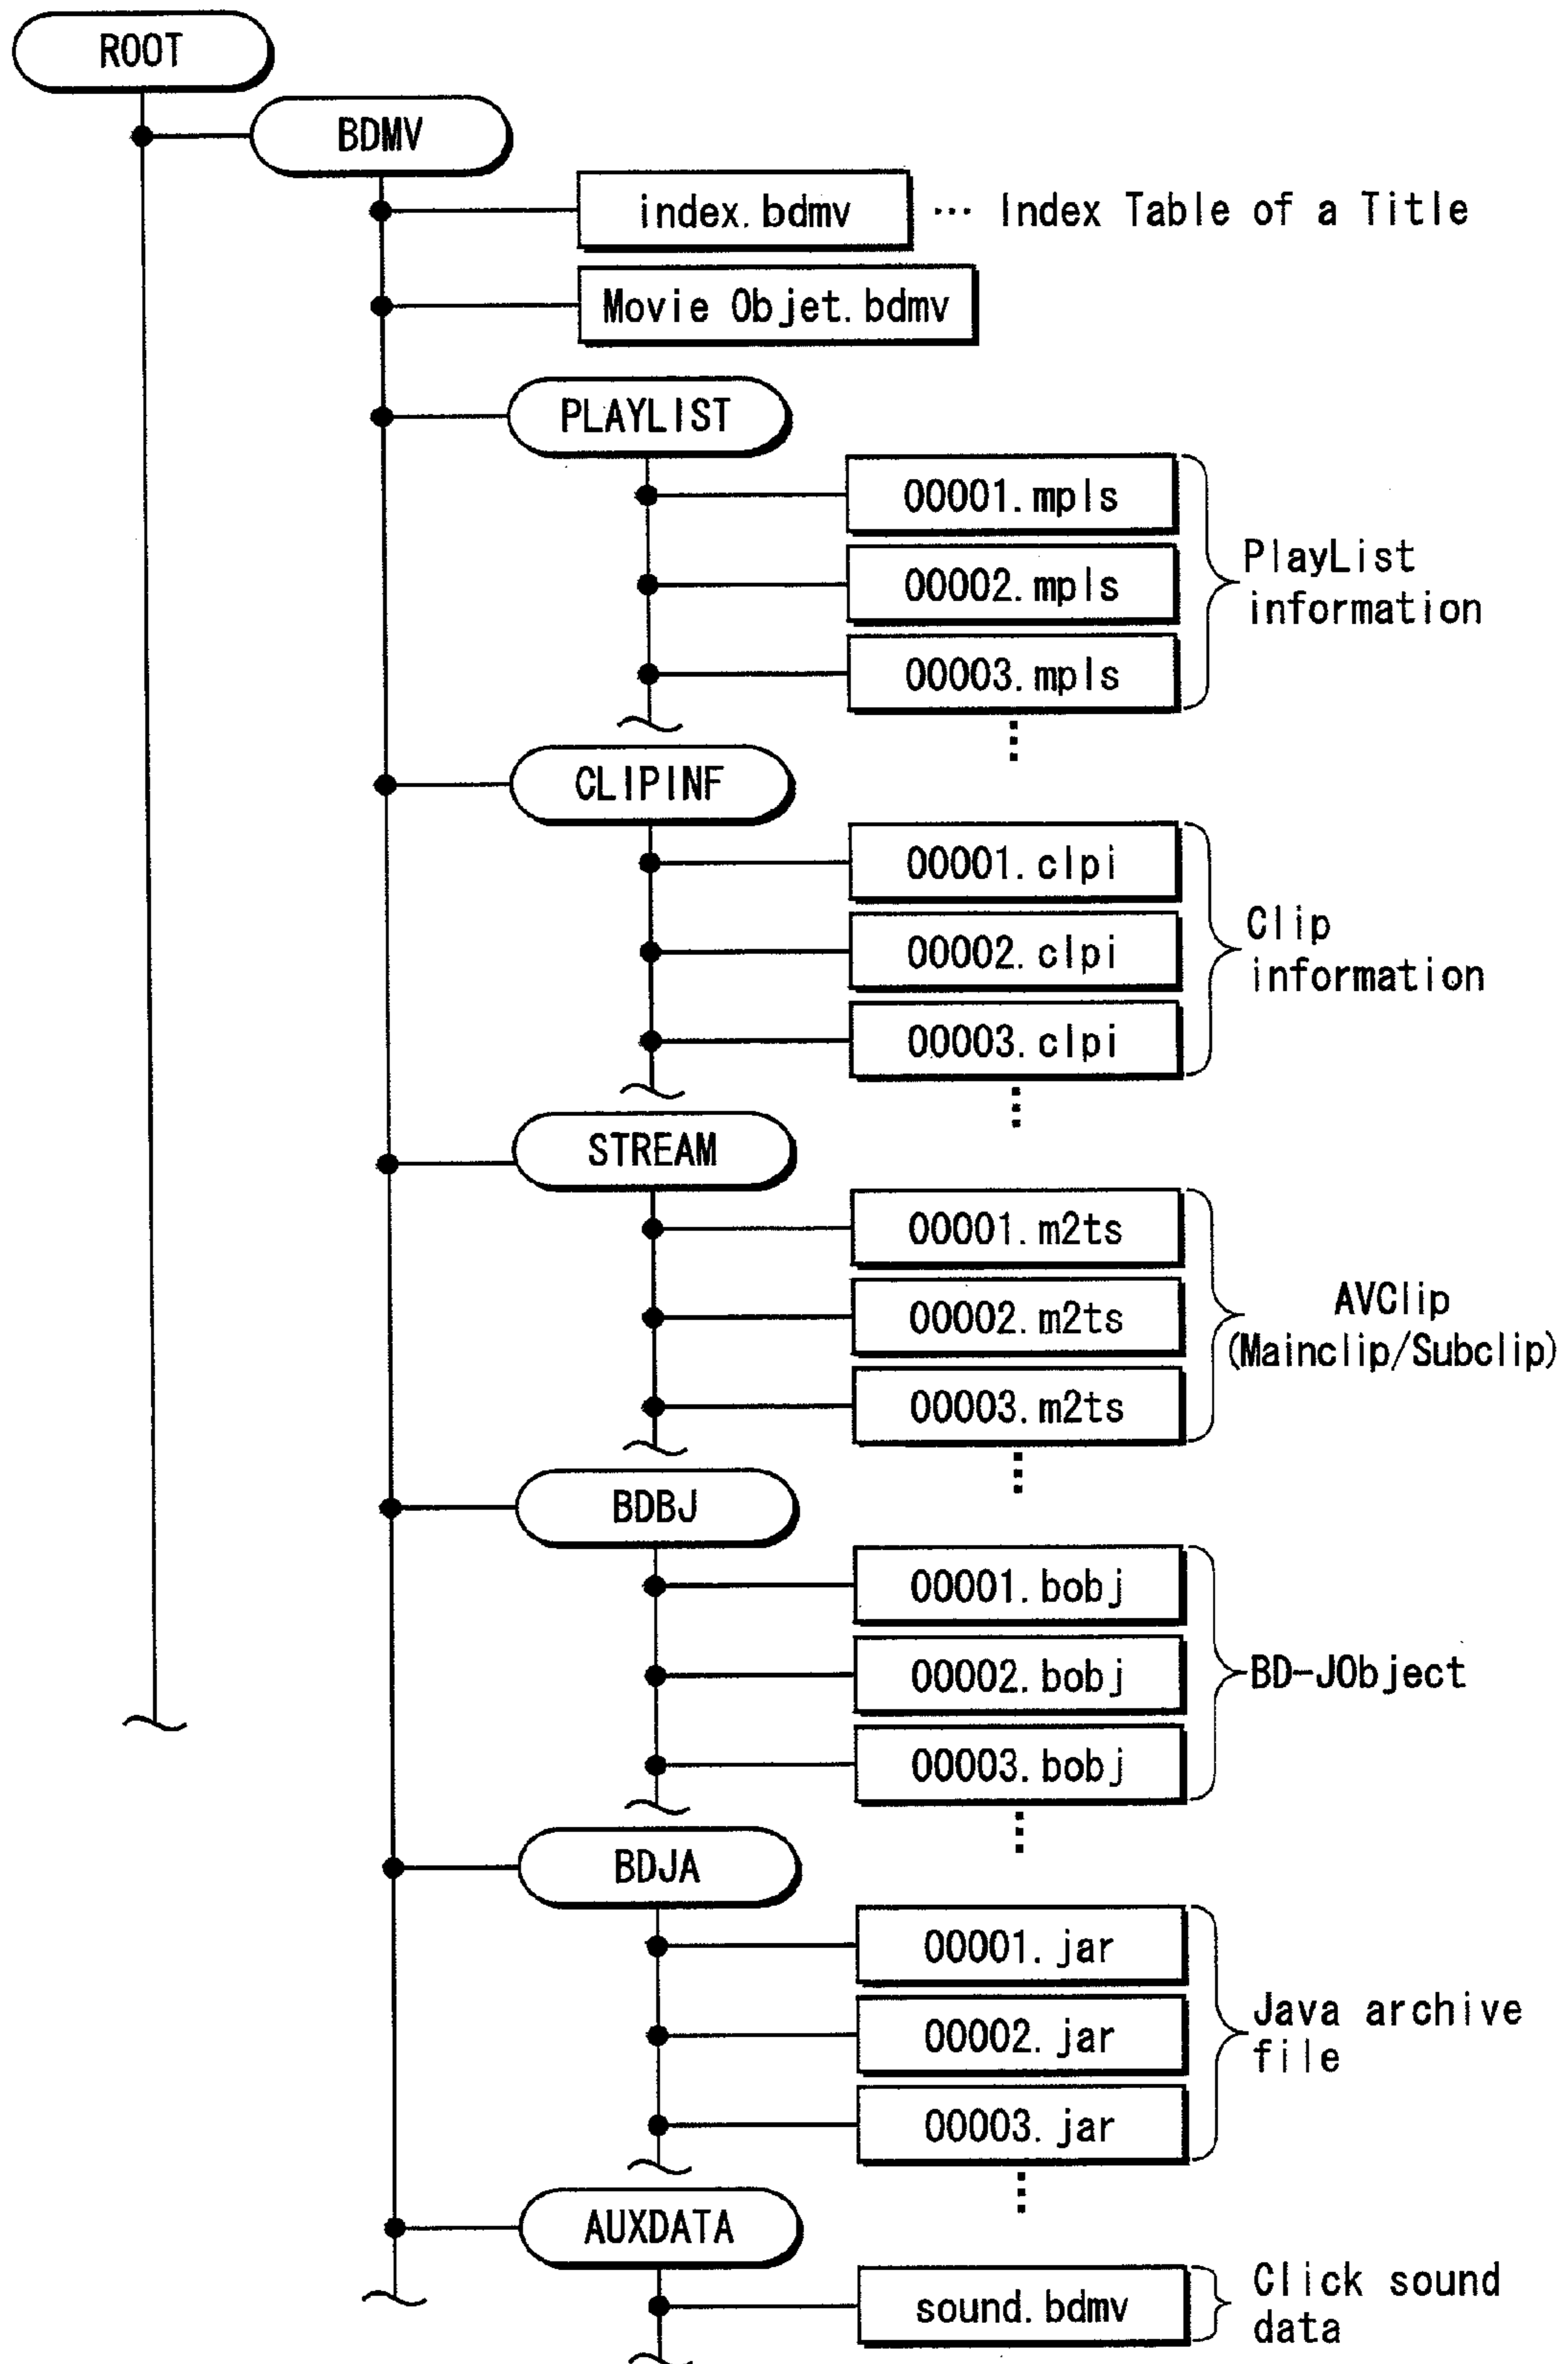 ROOT
BDMV
index.bdmv ... Index Table of a Title
Movie Objet.bdmv
PLAYLIST
00001.mpls
00002.mpls
00003.mpls
PlayList
information
CLIPINF
00001.clpi
00002.clpi
00003.clpi
Clip
information
STREAM
00001.m2ts
00002.m2ts
00003.m2ts
AVClip
(Mainclip/Subclip)
BDBJ
00001.bobj
00002.bobj
00003.bobj
BD-JObject
BDJA
00001.jar
00002.jar
00003.jar
Java archive
file
AUXDATA
sound.bdmv
Click sound
data